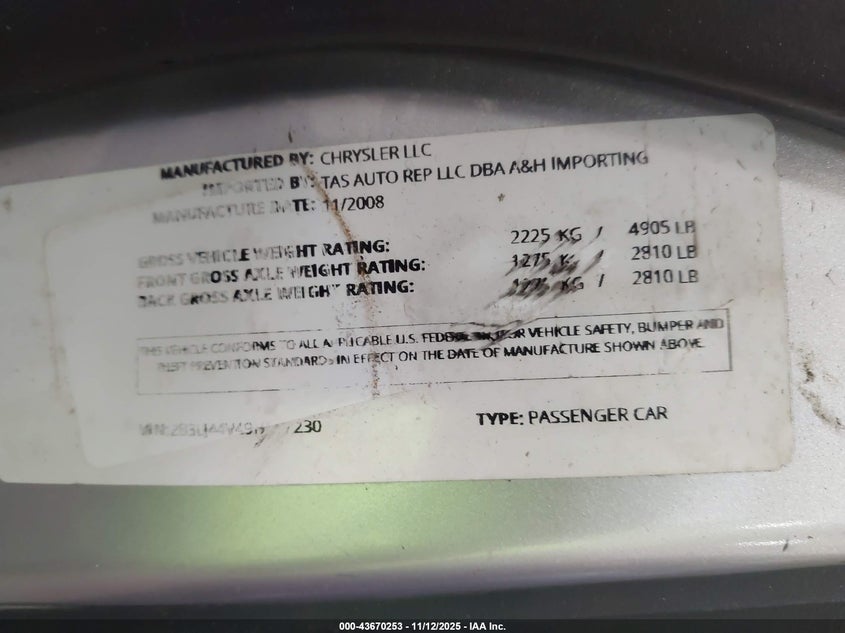 MANUFACTURED BY: CHRYSLER LLC
IMPORTED BY: TAS AUTO REP LLC DBA A&H IMPORTING
MANUFACTURE DATE: 11/2008
GROSS VEHICLE WEIGHT RATING: 2225 KG / 4905 LB
FRONT GROSS AXLE WEIGHT RATING: 1275 K / 2810 LB
BACK GROSS AXLE WEIGHT RATING: KG / 2810 LB
THIS VEHICLE CONFORMS TO ALL APPLICABLE U.S. FEDERAL MOTOR VEHICLE SAFETY, BUMPER AND
THEFT PREVENTION STANDARDS IN EFFECT ON THE DATE OF MANUFACTURE SHOWN ABOVE.
VIN: 230 TYPE: PASSENGER CAR
000-43670253 - 11/12/2025 - IAA Inc.